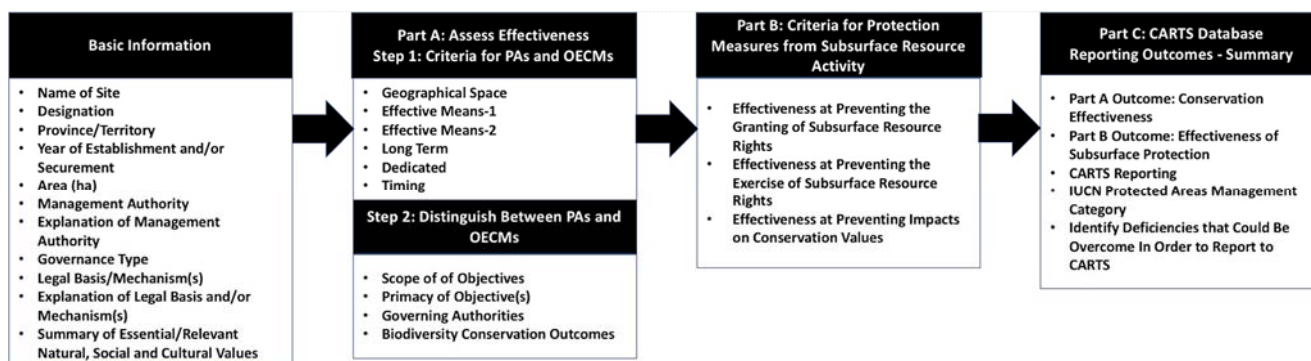 Basic Information
• Name of Site
• Designation
• Province/Territory
• Year of Establishment and/or
Securement
• Area (ha)
• Management Authority
• Explanation of Management
Authority
• Governance Type
• Legal Basis/Mechanism(s)
• Explanation of Legal Basis and/or
Mechanism(s)
• Summary of Essential/Relevant
Natural, Social and Cultural Values
Part A: Assess Effectiveness
Step 1: Criteria for PAs and OECMs
• Geographical Space
• Effective Means-1
• Effective Means-2
• Long Term
• Dedicated
• Timing
Step 2: Distinguish Between PAs and
OECMs
• Scope of of Objectives
• Primacy of Objective(s)
• Governing Authorities
• Biodiversity Conservation Outcomes
Part B: Criteria for Protection
Measures from Subsurface Resource
Activity
• Effectiveness at Preventing the
Granting of Subsurface Resource
Rights
• Effectiveness at Preventing the
Exercise of Subsurface Resource
Rights
• Effectiveness at Preventing Impacts
on Conservation Values
Part C: CARTS Database
Reporting Outcomes - Summary
• Part A Outcome: Conservation
Effectiveness
• Part B Outcome: Effectiveness of
Subsurface Protection
• CARTS Reporting
• IUCN Protected Areas Management
Category
• Identify Deficiencies that Could Be
Overcome In Order to Report to
CARTS